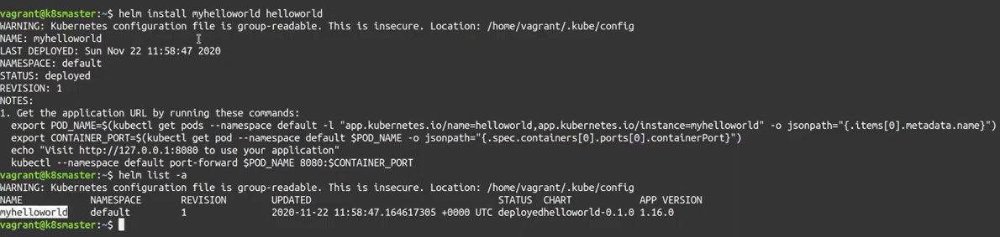 vagrant@k8smaster:~$ helm install myhelloworld helloworld
WARNING: Kubernetes configuration file is group-readable. This is insecure. Location: /home/vagrant/.kube/config
NAME: myhelloworld
LAST DEPLOYED: Sun Nov 22 11:58:47 2020
NAMESPACE: default
STATUS: deployed
REVISION: 1
NOTES:
1. Get the application URL by running these commands:
  export POD_NAME=$(kubectl get pods --namespace default -l "app.kubernetes.io/name=helloworld,app.kubernetes.io/instance=myhelloworld" -o jsonpath="{.items[0].metadata.name}")
  export CONTAINER_PORT=$(kubectl get pod --namespace default $POD_NAME -o jsonpath="{.spec.containers[0].ports[0].containerPort}")
  echo "Visit http://127.0.0.1:8080 to use your application"
  kubectl --namespace default port-forward $POD_NAME 8080:$CONTAINER_PORT
vagrant@k8smaster:~$ helm list -a
WARNING: Kubernetes configuration file is group-readable. This is insecure. Location: /home/vagrant/.kube/config
NAME            NAMESPACE       REVISION        UPDATED                                 STATUS  CHART           APP VERSION
myhelloworld    default         1               2020-11-22 11:58:47.164617305 +0000 UTC deployedhelloworld-0.1.0 1.16.0
vagrant@k8smaster:~$